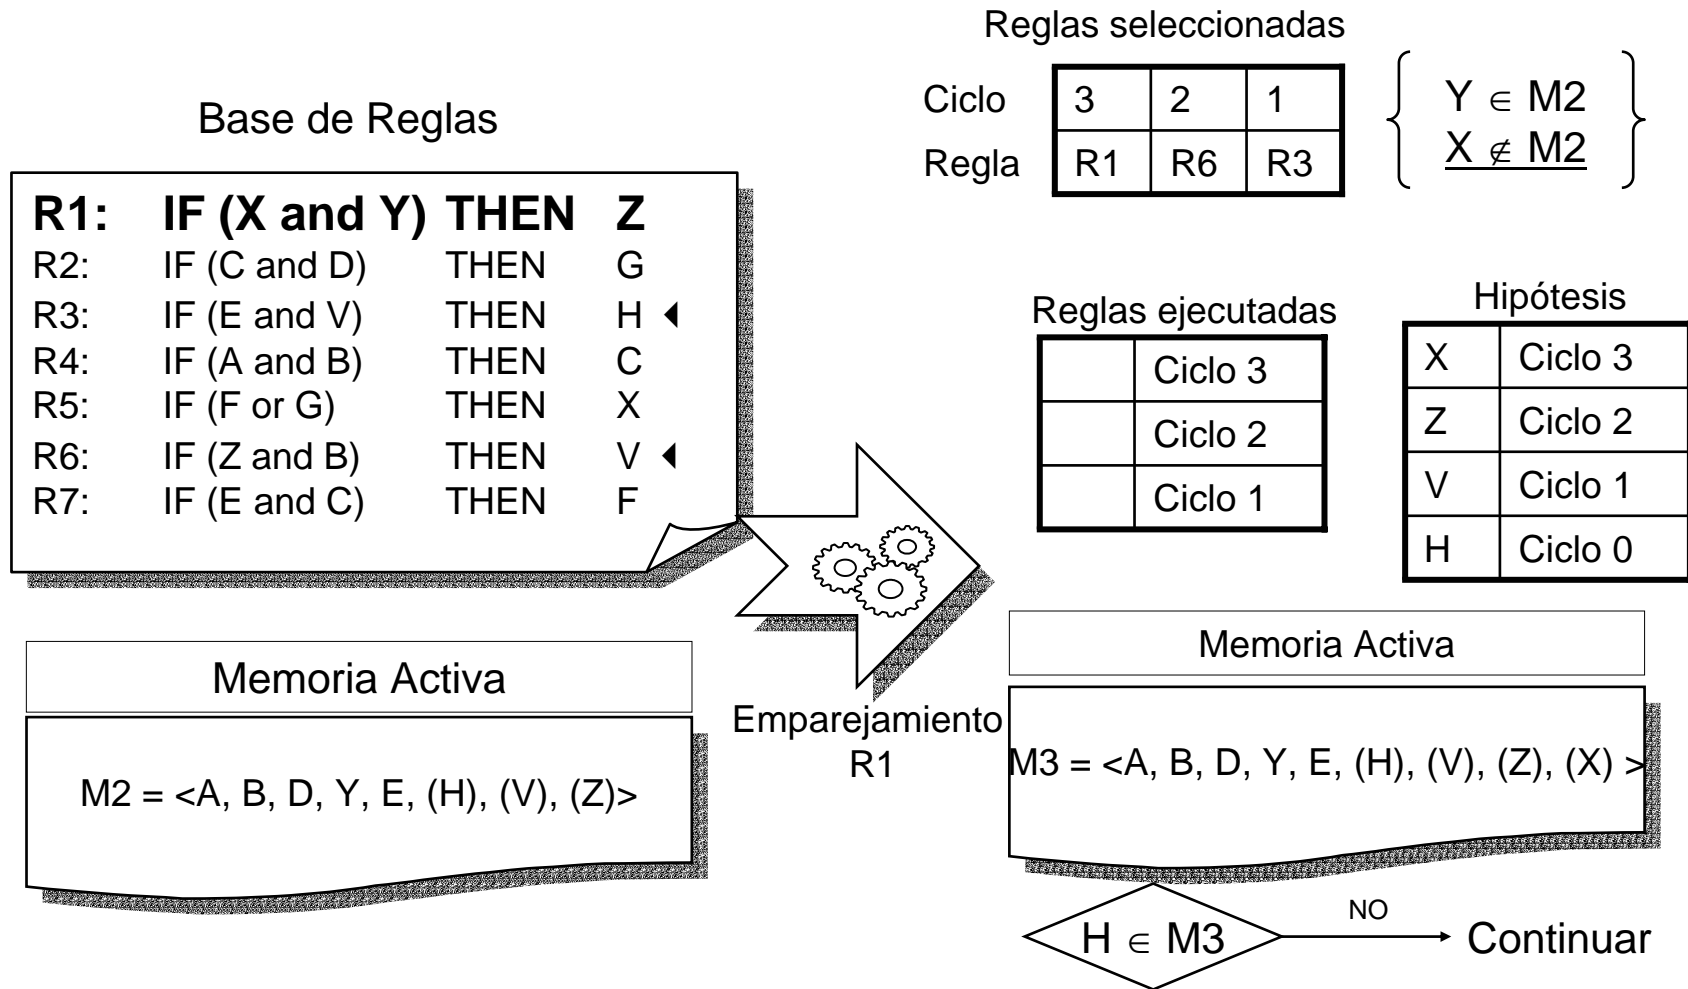 Reglas seleccionadas
Ciclo 3 2 1
Regla R1 R6 R3
Y ∈ M2
X ∉ M2
Base de Reglas
R1: IF (X and Y) THEN Z
R2: IF (C and D) THEN G
R3: IF (E and V) THEN H
R4: IF (A and B) THEN C
R5: IF (F or G) THEN X
R6: IF (Z and B) THEN V
R7: IF (E and C) THEN F
Reglas ejecutadas
Ciclo 3
Ciclo 2
Ciclo 1
Hipótesis
X Ciclo 3
Z Ciclo 2
V Ciclo 1
H Ciclo 0
Memoria Activa
M2 = <A, B, D, Y, E, (H), (V), (Z)>
Emparejamiento
R1
Memoria Activa
M3 = <A, B, D, Y, E, (H), (V), (Z), (X) >
H ∈ M3
NO
Continuar